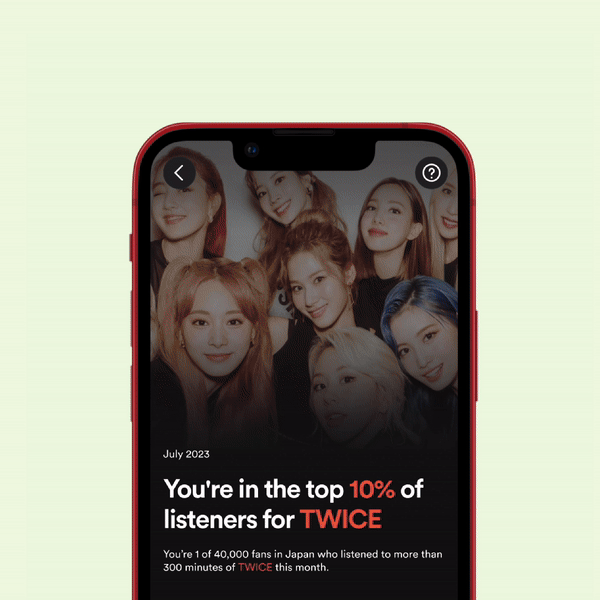 July 2023
You're in the top 10% of
listeners for TWICE
You're 1 of 40,000 fans in Japan who listened to more than
300 minutes of TWICE this month.